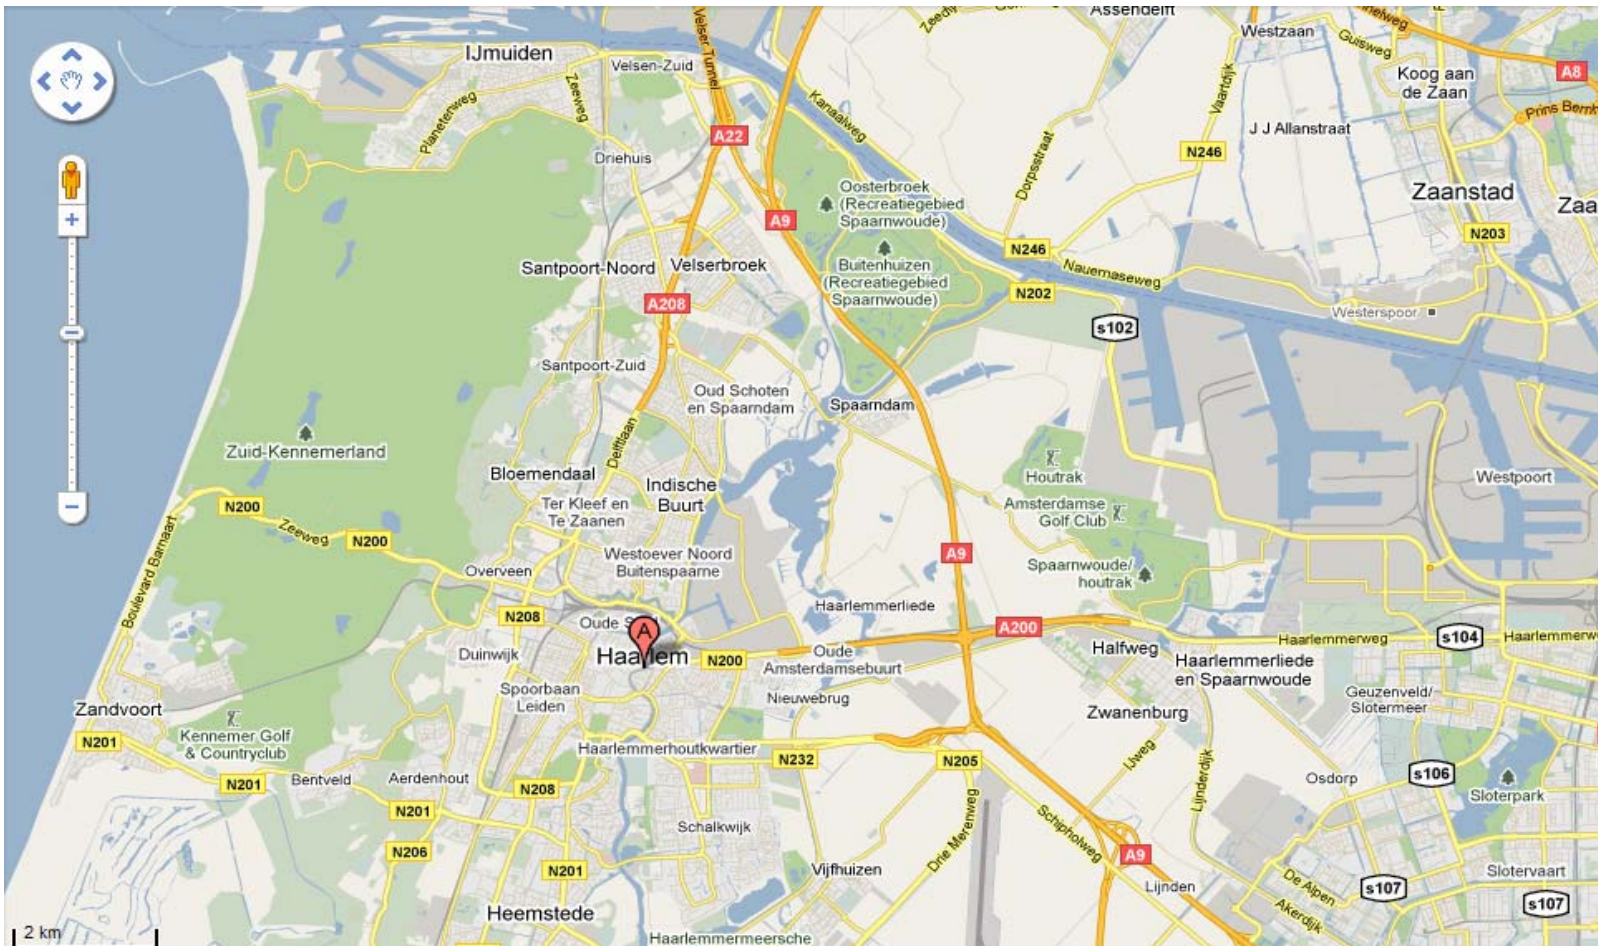 Assendelft
IJmuiden
Velser Tunnel
Westzaan
Guisweg
Velsen-Zuid
Zeeweg
Planeterweg
Kanaalweg
Vaartdijk
Koog aan
de Zaan
A8
Prins Bernh
A22
J J Allanstraat
N246
Driehuis
Dorpsstraat
Oosterbroek
(Recreatiegebied
Spaarnwoude)
Zaanstad
Zaa
A9
N246
N203
Santpoort-Noord
Velserbroek
Buitenhuizen
(Recreatiegebied
Spaarnwoude)
Nauernaseweg
N202
A208
Westerspoor
s102
Santpoort-Zuid
Oud Schoten
en Spaarndam
Spaarndam
Delftlaan
Zuid-Kennemerland
Bloemendaal
Indische
Buurt
Houtrak
Westpoort
Ter Kleef en
Te Zaanen
Amsterdamse
Golf Club
N200
Zeeweg
N200
Boulevard Barnaart
Westoever Noord
Buitenspaarne
A9
Overveen
Spaarnwoude/
houtrak
N208
Haarlemmerliede
Oude
A
A200
Haarlemmerweg
s104
Haarlemmerw
Duinwijk
Haarlem
N200
Oude
Amsterdamsebuurt
Halfweg
Haarlemmerliede
en Spaarnwoude
Spoorbaan
Leiden
Nieuwebrug
Geuzenveld/
Slotermeer
Zandvoort
Zwanenburg
N201
Kennemer Golf
& Countryclub
Haarlemmerhoutkwartier
N232
N205
IJweg
Lijnderdijk
N201
Bentveld
Aerdenhout
N208
Osdorp
s106
Sloterpark
N201
Schalkwijk
Drie Merenweg
Schipholweg
N206
N201
Vijfhuizen
A9
Lijnden
De Alpen
s107
Slotervaart
s107
Akerdijk
Heemstede
2 km
Haarlemmermeersche